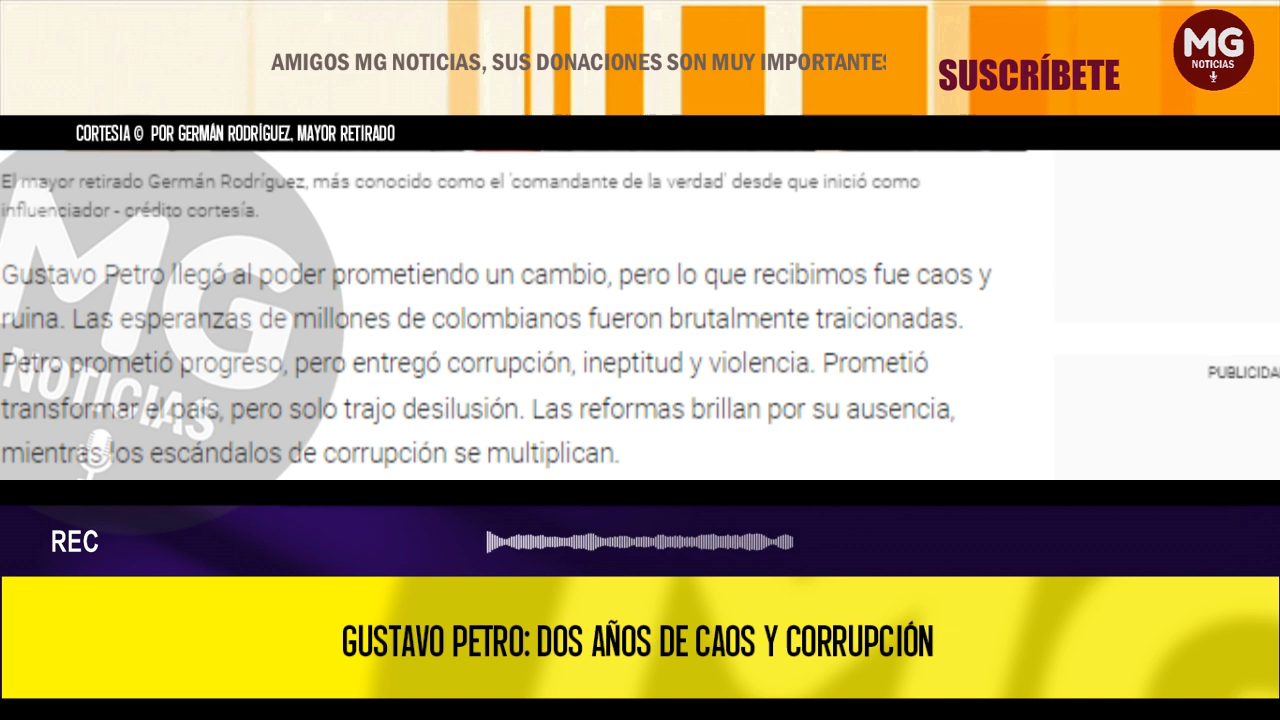 AMIGOS MG NOTICIAS, SUS DONACIONES SON MUY IMPORTANTES
SUSCRÍBETE
MG
NOTICIAS
CORTESIA © POR GERMÁN RODRÍGUEZ. MAYOR RETIRADO
El mayor retirado Germán Rodríguez, más conocido como el 'comandante de la verdad' desde que inició como
influenciador - crédito cortesía.
Gustavo Petro llegó al poder prometiendo un cambio, pero lo que recibimos fue caos y
ruina. Las esperanzas de millones de colombianos fueron brutalmente traicionadas.
Petro prometió progreso, pero entregó corrupción, ineptitud y violencia. Prometió
transformar el país, pero solo trajo desilusión. Las reformas brillan por su ausencia,
mientras los escándalos de corrupción se multiplican.
MG
NOTICIAS
PUBLICIDA
REC
GUSTAVO PETRO: DOS AÑOS DE CAOS Y CORRUPCIÓN